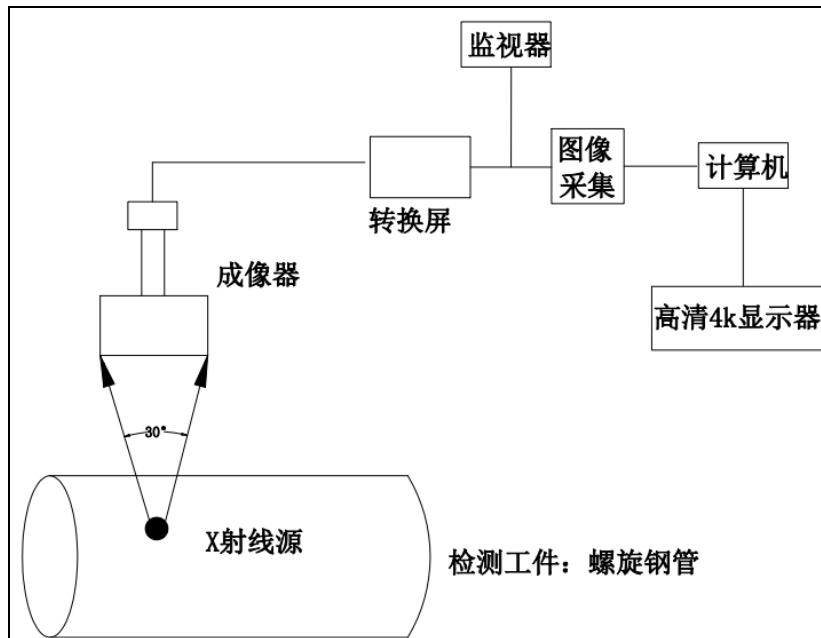 监视器
图像
采集
计算机
转换屏
成像器
高清4k显示器
30°
X射线源
检测工件：螺旋钢管